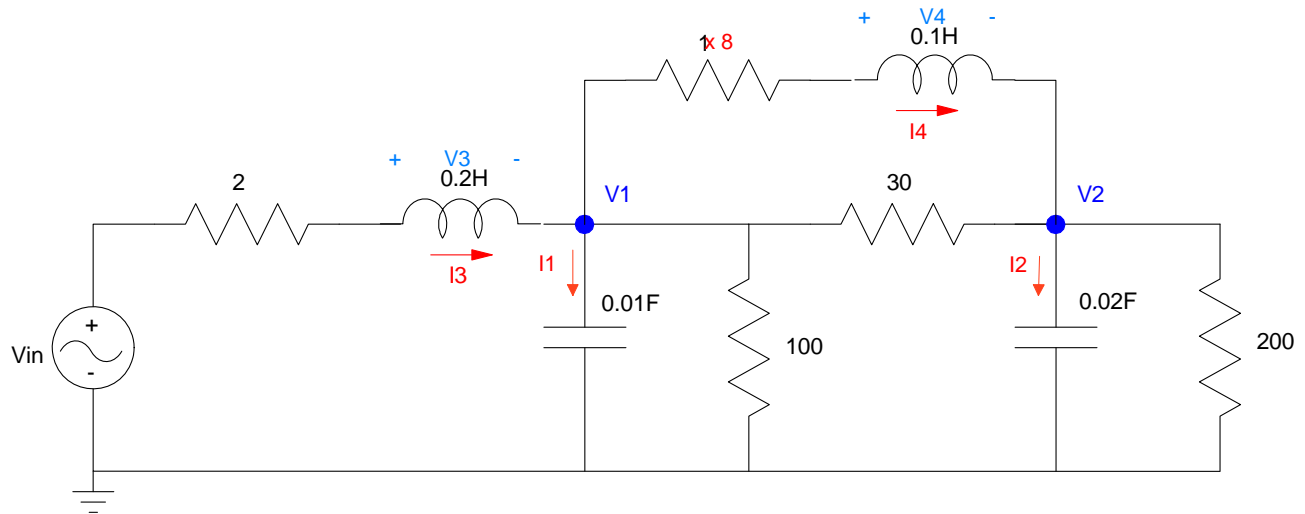 + V4 -
0.1H
1x 8
I4
+ V3 -
0.2H
2
V1
30
V2
I3
I1
I2
0.01F
0.02F
100
200
Vin
+
-